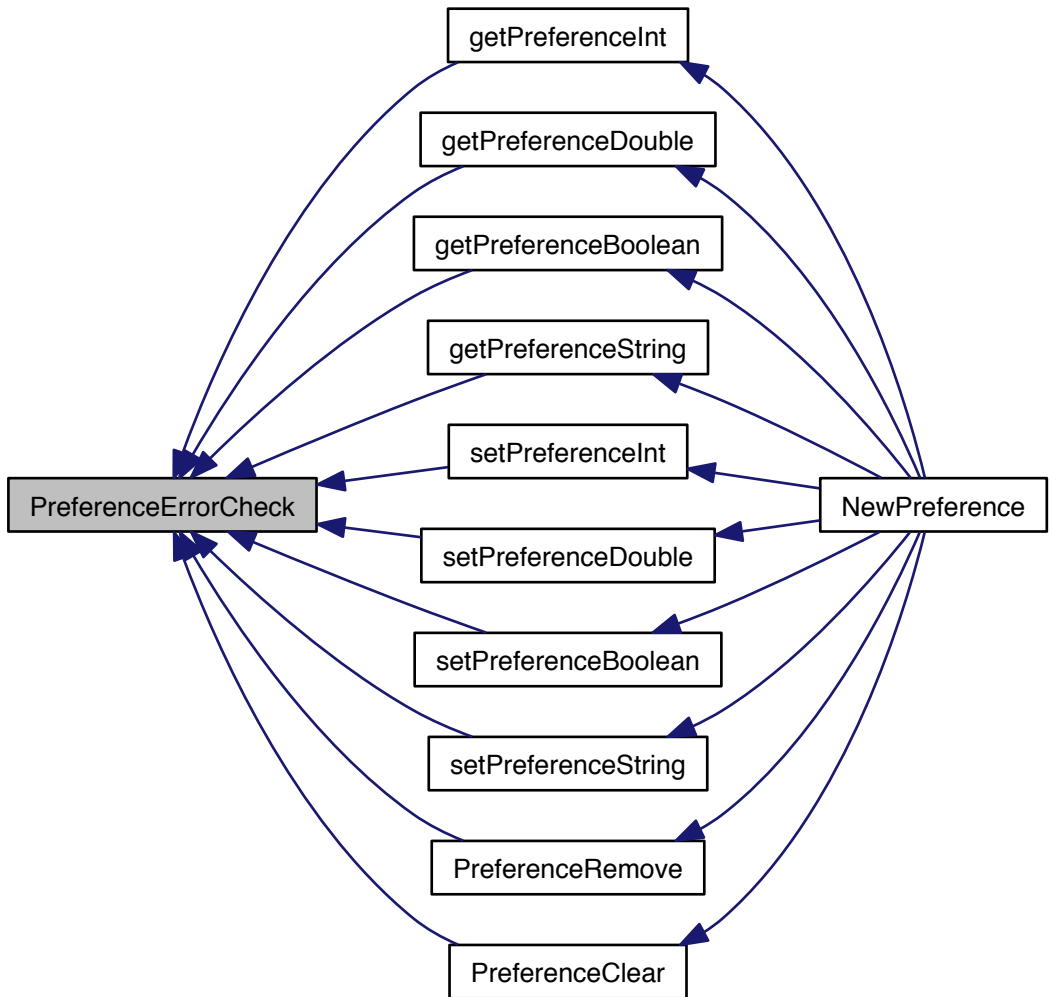 getPreferenceInt
getPreferenceDouble
getPreferenceBoolean
getPreferenceString
setPreferenceInt
PreferenceErrorCheck
NewPreference
setPreferenceDouble
setPreferenceBoolean
setPreferenceString
PreferenceRemove
PreferenceClear